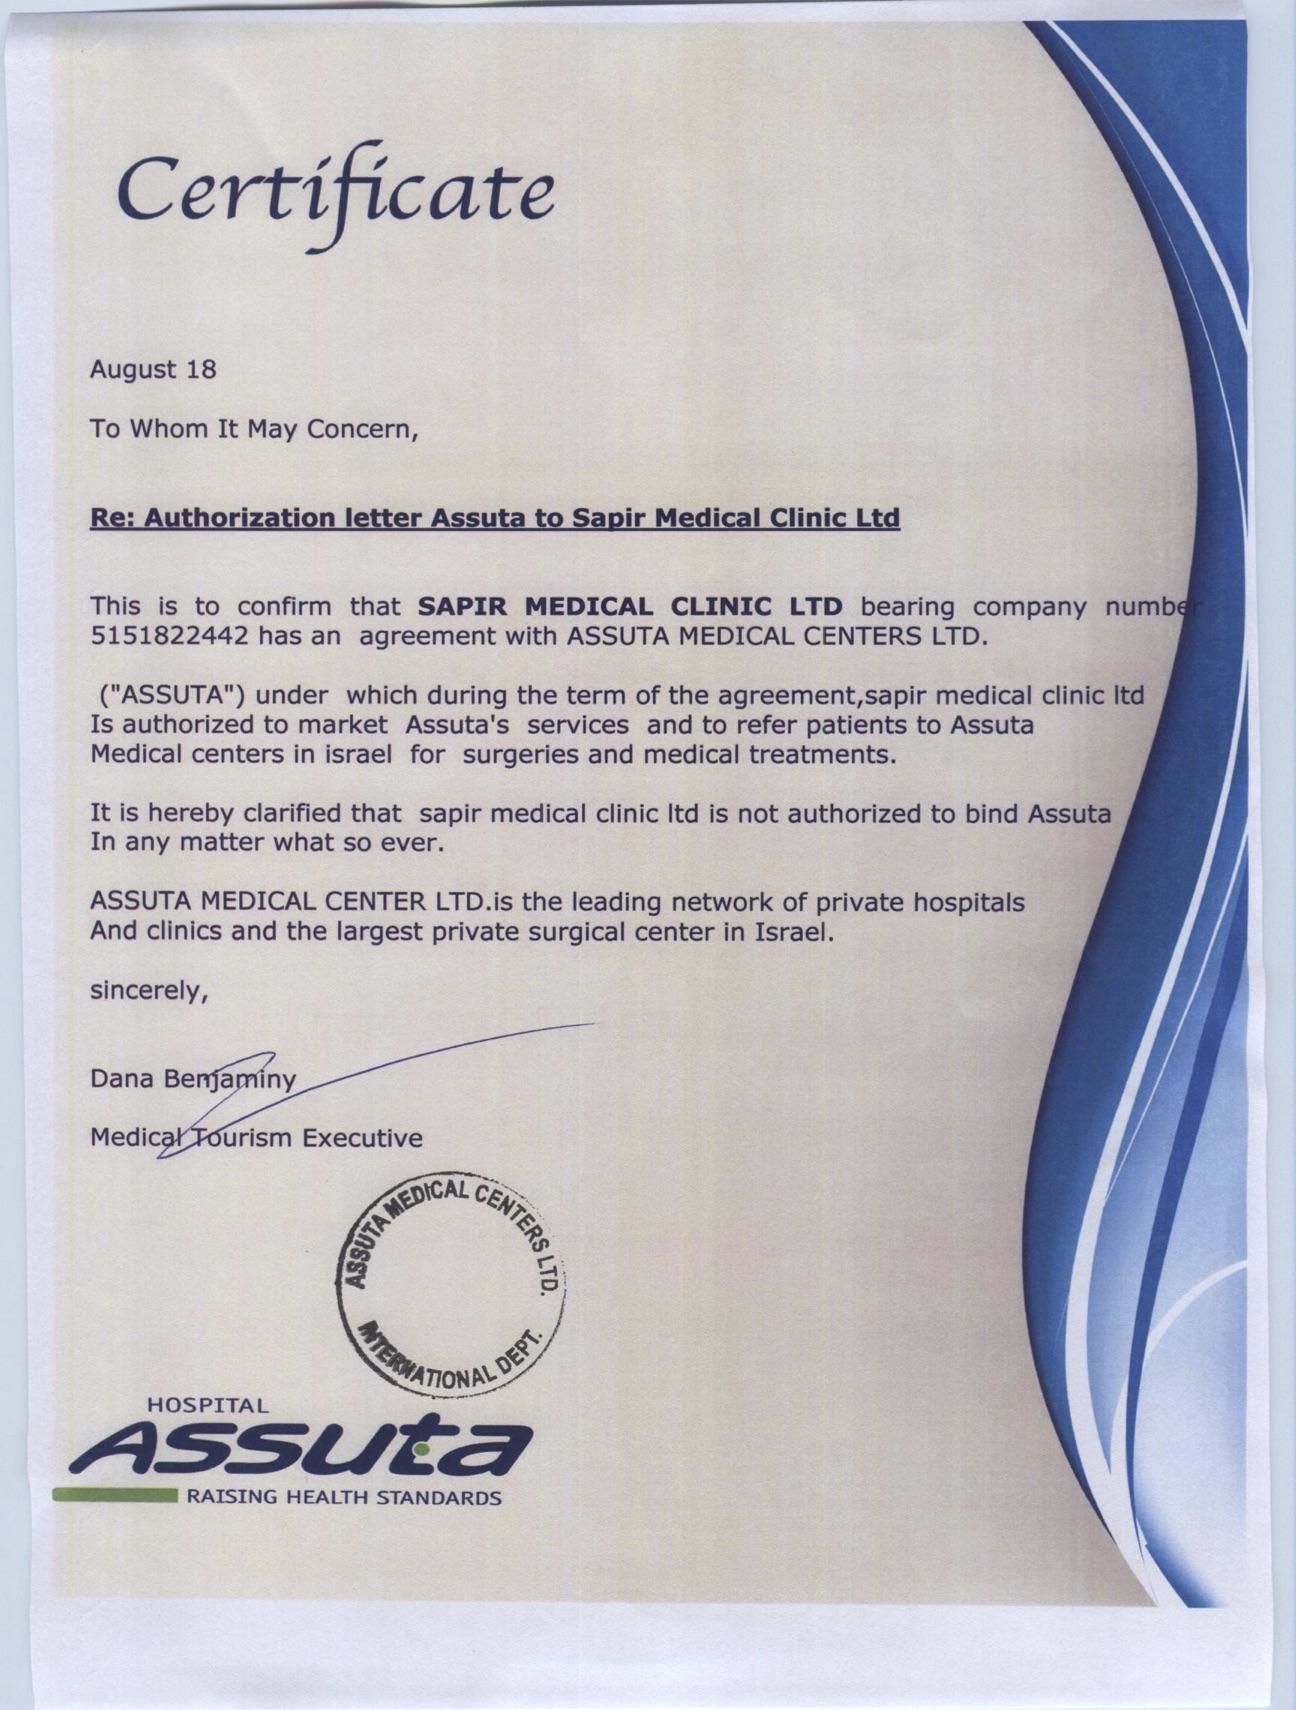 Certificate
August 18
To Whom It May Concern,
Re: Authorization letter Assuta to Sapir Medical Clinic Ltd
This is to confirm that SAPIR MEDICAL CLINIC LTD bearing company number
5151822442 has an agreement with ASSUTA MEDICAL CENTERS LTD.
("ASSUTA") under which during the term of the agreement,sapir medical clinic ltd
Is authorized to market Assuta's services and to refer patients to Assuta
Medical centers in israel for surgeries and medical treatments.
It is hereby clarified that sapir medical clinic ltd is not authorized to bind Assuta
In any matter what so ever.
ASSUTA MEDICAL CENTER LTD.is the leading network of private hospitals
And clinics and the largest private surgical center in Israel.
sincerely,
Dana Benjaminy
Medical Tourism Executive
ASSUTA MEDICAL CENTERS LTD.
INTERNATIONAL DEPT.
HOSPITAL
Assuta
RAISING HEALTH STANDARDS